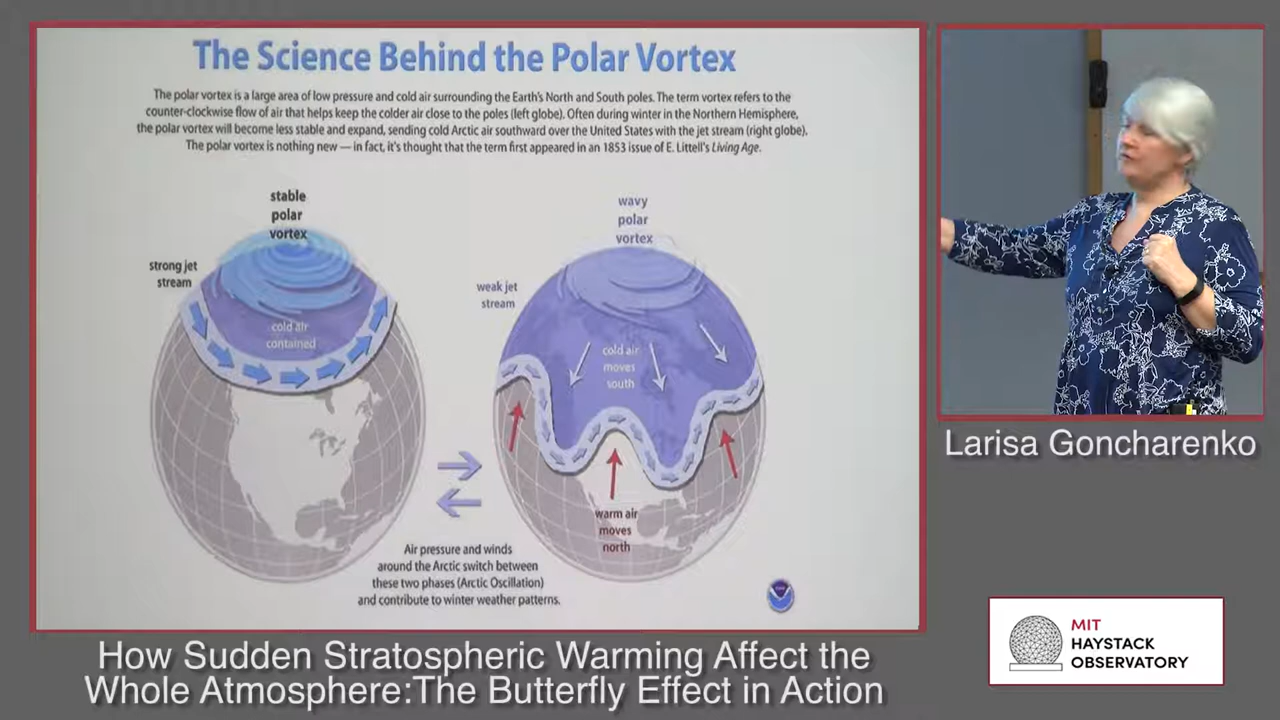 The Science Behind the Polar Vortex
The polar vortex is a large area of low pressure and cold air surrounding the Earth's North and South poles. The term vortex refers to the
counter-clockwise flow of air that helps keep the colder air close to the poles (left globe). Often during winter in the Northern Hemisphere,
the polar vortex will become less stable and expand, sending cold Arctic air southward over the United States with the jet stream (right globe).
The polar vortex is nothing new — in fact, it's thought that the term first appeared in an 1853 issue of E. Littell's Living Age.
stable
polar
vortex
strong jet
stream
cold air
contained
wavy
polar
vortex
weak jet
stream
cold air
moves
south
warm air
moves
north
Air pressure and winds
around the Arctic switch between
these two phases (Arctic Oscillation)
and contribute to winter weather patterns.
Larisa Goncharenko
How Sudden Stratospheric Warming Affect the
Whole Atmosphere:The Butterfly Effect in Action
MIT
HAYSTACK
OBSERVATORY